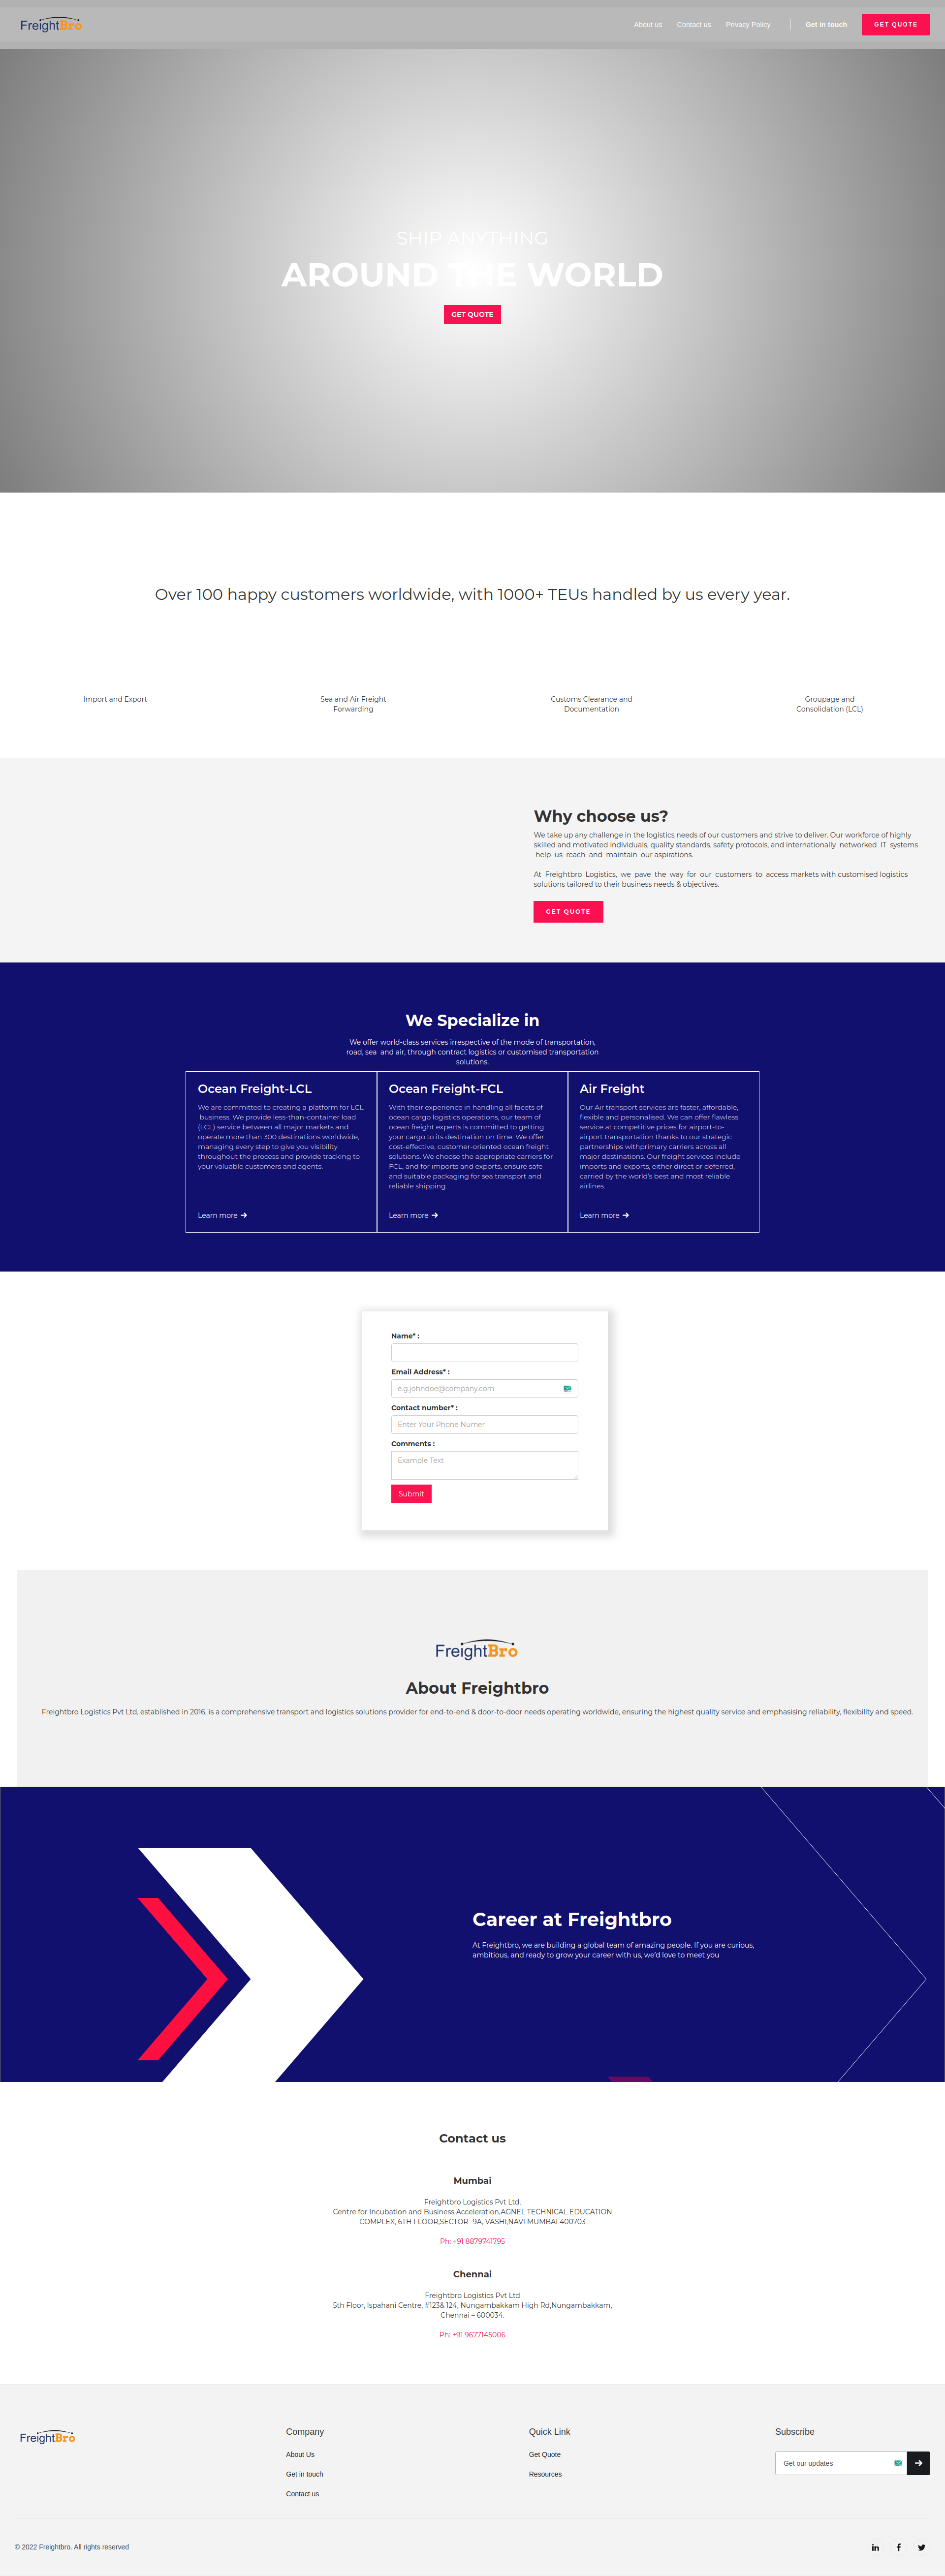 FreightBro
About us
Contact us
Privacy Policy
Get in touch
GET QUOTE
SHIP ANYTHING
AROUND THE WORLD
GET QUOTE
Over 100 happy customers worldwide, with 1000+ TEUs handled by us every year.
Import and Export
Sea and Air Freight
Forwarding
Customs Clearance and
Documentation
Groupage and
Consolidation (LCL)
Why choose us?
We take up any challenge in the logistics needs of our customers and strive to deliver. Our workforce of highly
skilled and motivated individuals, quality standards, safety protocols, and internationally networked IT systems
help us reach and maintain our aspirations.
At Freightbro Logistics, we pave the way for our customers to access markets with customised logistics
solutions tailored to their business needs & objectives.
GET QUOTE
We Specialize in
We offer world-class services irrespective of the mode of transportation,
road, sea and air, through contract logistics or customised transportation
solutions.
Ocean Freight-LCL
We are committed to creating a platform for LCL
business. We provide less-than-container load
(LCL) service between all major markets and
operate more than 300 destinations worldwide,
managing every step to give you visibility
throughout the process and provide tracking to
your valuable customers and agents.
Learn more →
Ocean Freight-FCL
With their experience in handling all facets of
ocean cargo logistics operations, our team of
ocean freight experts is committed to getting
your cargo to its destination on time. We offer
cost-effective, customer-oriented ocean freight
solutions. We choose the appropriate carriers for
FCL, and for imports and exports, ensure safe
and suitable packaging for sea transport and
reliable shipping.
Learn more →
Air Freight
Our Air transport services are faster, affordable,
flexible and personalised. We can offer flawless
service at competitive prices for airport-to-
airport transportation thanks to our strategic
partnerships withprimary carriers across all
major destinations. Our freight services include
imports and exports, either direct or deferred,
carried by the world's best and most reliable
airlines.
Learn more →
Name* :
Email Address* :
e.g.johndoe@company.com
Contact number* :
Enter Your Phone Numer
Comments :
Example Text
Submit
FreightBro
About Freightbro
Freightbro Logistics Pvt Ltd, established in 2016, is a comprehensive transport and logistics solutions provider for end-to-end & door-to-door needs operating worldwide, ensuring the highest quality service and emphasising reliability, flexibility and speed.
Career at Freightbro
At Freightbro, we are building a global team of amazing people. If you are curious,
ambitious, and ready to grow your career with us, we'd love to meet you
Contact us
Mumbai
Freightbro Logistics Pvt Ltd,
Centre for Incubation and Business Acceleration,AGNEL TECHNICAL EDUCATION
COMPLEX, 6TH FLOOR,SECTOR -9A, VASHI,NAVI MUMBAI 400703
Ph: +91 8879741795
Chennai
Freightbro Logistics Pvt Ltd
5th Floor, Ispahani Centre, #123& 124, Nungambakkam High Rd,Nungambakkam,
Chennai – 600034.
Ph: +91 9677145006
FreightBro
Company
About Us
Get in touch
Contact us
Quick Link
Get Quote
Resources
Subscribe
Get our updates
© 2022 Freightbro. All rights reserved